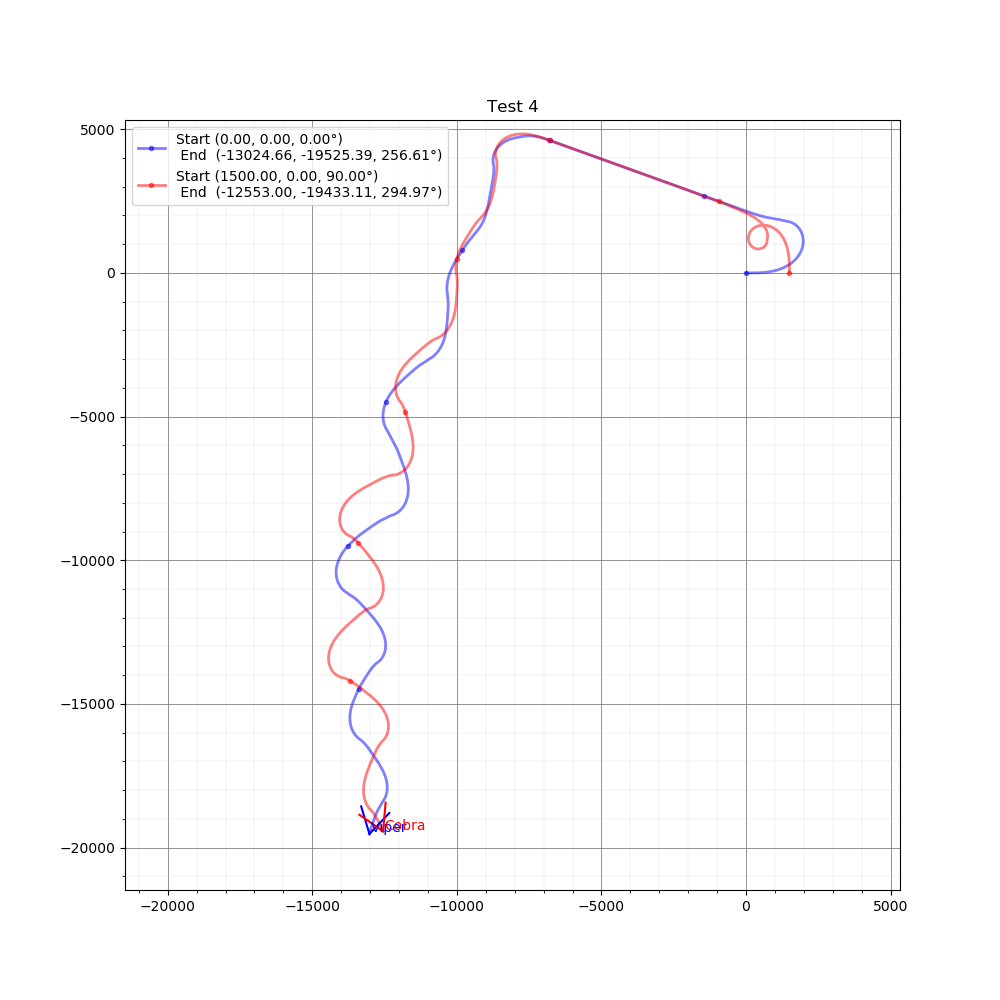 Test 4
Start (0.00, 0.00, 0.00°)
End (-13024.66, -19525.39, 256.61°)
Start (1500.00, 0.00, 90.00°)
End (-12553.00, -19433.11, 294.97°)
5000
0
−5000
−10000
−15000
−20000
Viper
Cobra
−20000
−15000
−10000
−5000
0
5000